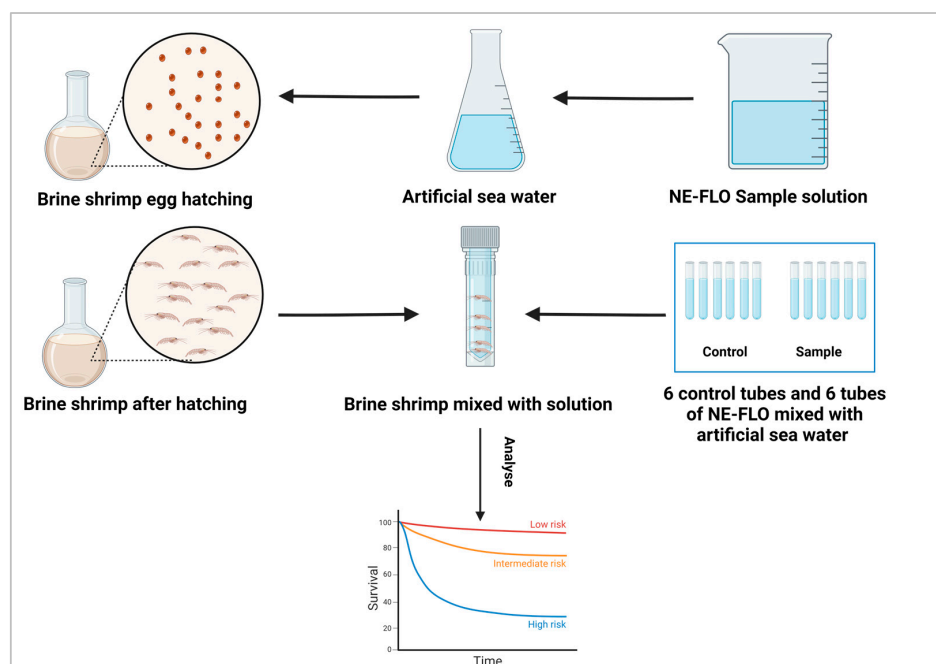 Brine shrimp egg hatching
Artificial sea water
NE-FLO Sample solution
Control
Sample
Brine shrimp after hatching
Brine shrimp mixed with solution
6 control tubes and 6 tubes
of NE-FLO mixed with
artificial sea water
Analyse
100
80
60
40
20
0
Survival
Low risk
Intermediate risk
High risk
Time